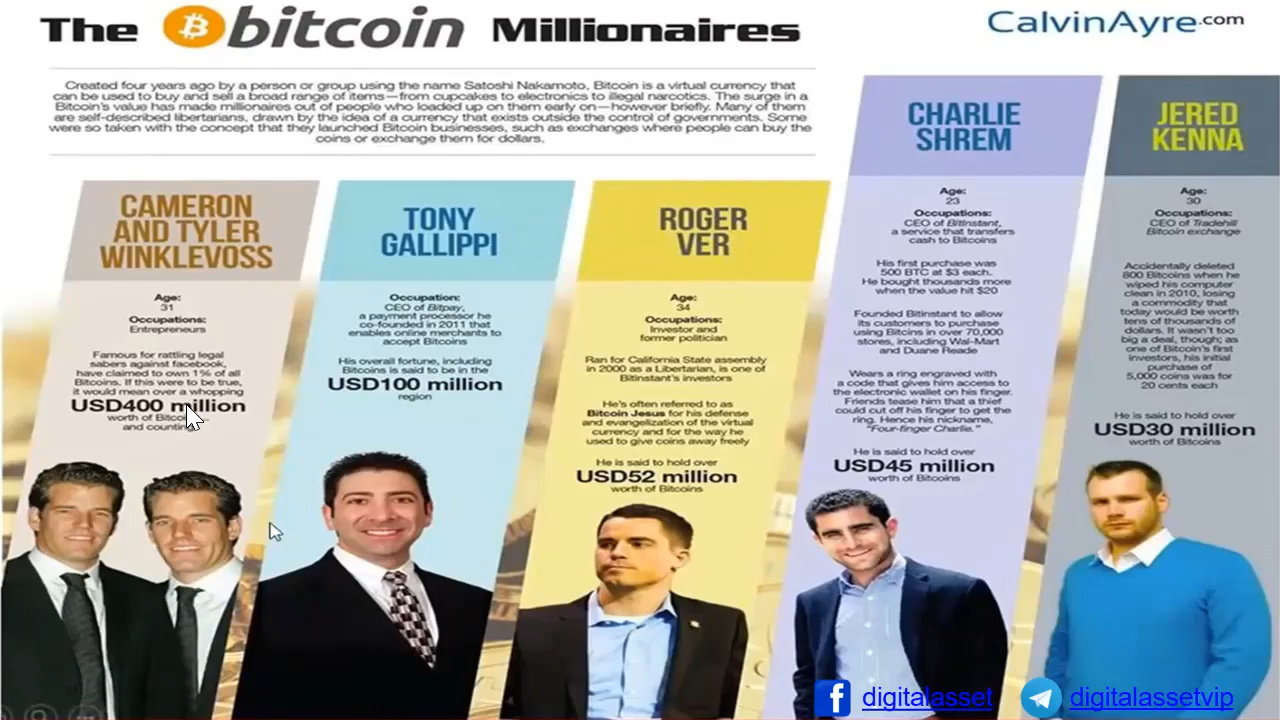 The bitcoin Millionaires
CalvinAyre.com
Created four years ago by a person or group using the name Satoshi Nakamoto, Bitcoin is a virtual currency that
can be used to buy and sell a broad range of items—from cupcakes to electronics to illegal narcotics. The surge in a
Bitcoin's value has made millionaires out of people who loaded up on them early on—however briefly. Many of them
are self-described libertarians, drawn by the idea of a currency that exists outside the control of governments. Some
were so taken with the concept that they launched Bitcoin businesses, such as exchanges where people can buy the
coins or exchange them for dollars.
CAMERON
AND TYLER
WINKLEVOSS
Age:
31
Occupations:
Entrepreneurs
Famous for rattling legal
sabers against facebook,
have claimed to own 1% of all
Bitcoins. If this were to be true,
it would mean over a whopping
USD400 million
worth of Bitcoi
and countin
TONY
GALLIPPI
Occupation:
CEO of Bitpay,
a payment processor he
co-founded in 2011 that
enables online merchants to
accept Bitcoins
His overall fortune, including
Bitcoins is said to be in the
USD100 million
region
ROGER
VER
Age:
34
Occupations:
Investor and
former politician
Ran for California State assembly
in 2000 as a Libertarian, is one of
Bitinstant's investors
He's often referred to as
Bitcoin Jesus for his defense
and evangelization of the virtual
currency and for the way he
used to give coins away freely
He is said to hold over
USD52 million
worth of Bitcoins
CHARLIE
SHREM
Age:
23
Occupations:
CEO of BitInstant,
a service that transfers
cash to Bitcoins
His first purchase was
500 BTC at $3 each.
He bought thousands more
when the value hit $20
Founded Bitinstant to allow
its customers to purchase
using Bitcins in over 70,000
stores, including Wal-Mart
and Duane Reade
Wears a ring engraved with
a code that gives him access to
the electronic wallet on his finger.
Friends tease him that a thief
could cut off his finger to get the
ring. Hence his nickname,
"Four-finger Charlie."
He is said to hold over
USD45 million
worth of Bitcoins
JERED
KENNA
Age:
30
Occupations:
CEO of Tradehill
Bitcoin exchange
Accidentally deleted
800 Bitcoins when he
wiped his computer
clean in 2010, losing
a commodity that
today would be worth
tens of thousands of
dollars. It wasn't too
big a deal, though; as
one of Bitcoin's first
investors, his initial
purchase of
5,000 coins was for
20 cents each
He is said to hold over
USD30 million
worth of Bitcoins
digitalasset
digitalassetvip